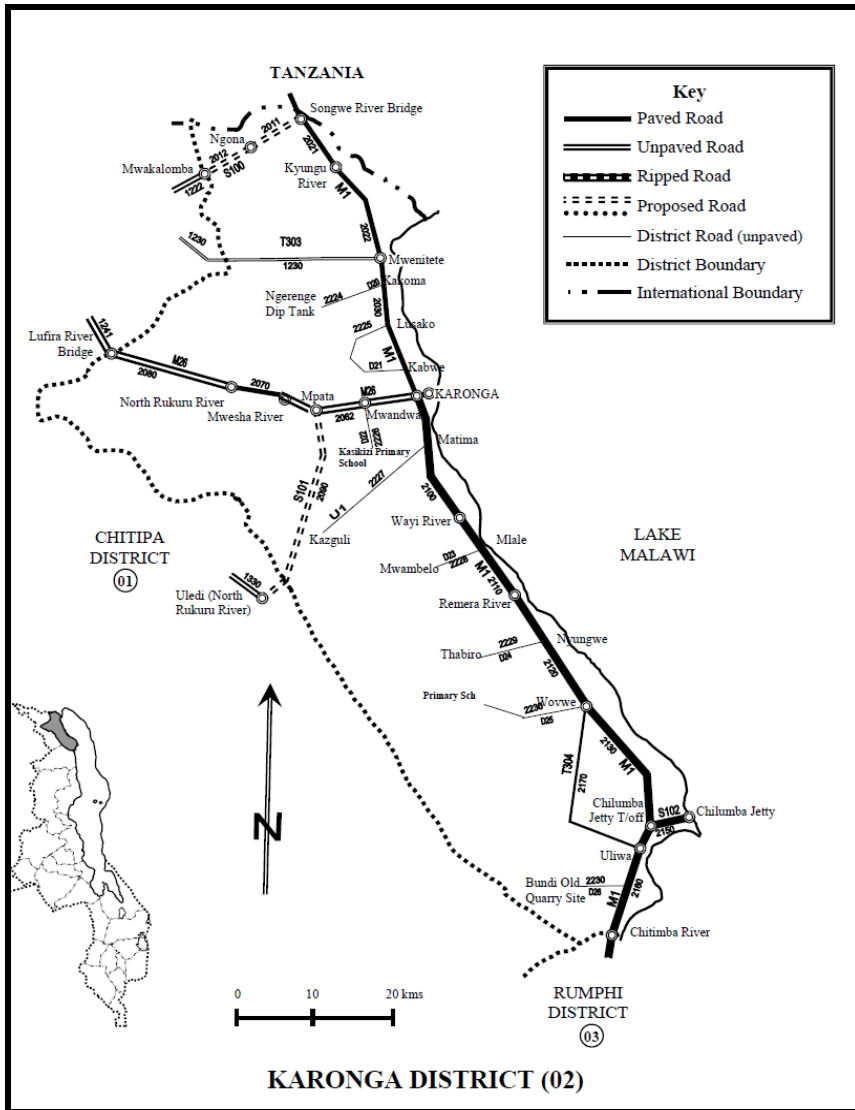 TANZANIA
Songwe River Bridge
Ngona
2011
2012
S100
Mwakalomba
1222
2021
Kyungu
River
M1
2022
1230
T303
1230
Mwenitete
D20
Kakoma
2224
Ngerenge
Dip Tank
2030
Lusako
2225
M1
D21
Kabwe
1241
Lufira River
Bridge
M26
2080
2070
North Rukuru River
Mwesha River
Mpata
M26
2062
Mwandwa
KARONGA
D22
2226
Kasikizi Primary
School
Matima
2227
U1
Kazguli
S101
2090
2100
Wayi River
CHITIPA
DISTRICT
01
1330
Uledi (North
Rukuru River)
LAKE
MALAWI
Mlale
D23
2228
Mwambelo
M1
2110
Remera River
Nyungwe
2229
D24
Thabiro
2120
Primary Sch
2230
D25
Wovwe
2130
M1
T304
2170
Chilumba
Jetty T/off
S102
2150
Chilumba Jetty
Uliwa
Bundi Old
Quarry Site
2230
D26
M1
2160
Chitimba River
N
0 10 20 kms
RUMPHI
DISTRICT
03
KARONGA DISTRICT (02)
Key
Paved Road
Unpaved Road
Ripped Road
Proposed Road
District Road (unpaved)
District Boundary
International Boundary